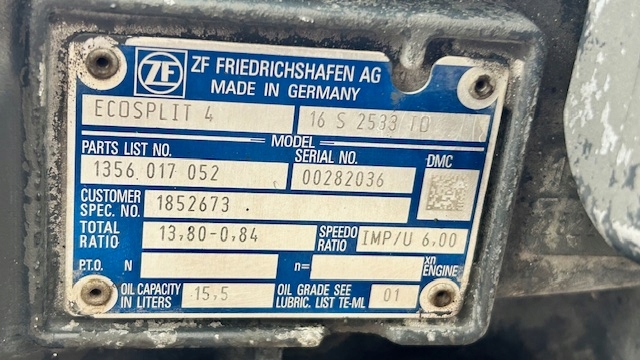 ZF ZF FRIEDRICHSHAFEN AG
MADE IN GERMANY
ECOSPLIT 4 16 S 2533 TO
MODEL
PARTS LIST NO. SERIAL NO. DMC
1356 017 052 00282036
CUSTOMER SPEC. NO. 1852673
TOTAL RATIO 13,80-0,84 SPEEDO RATIO IMP/U 6,00
P.T.O. N n= xn ENGINE
OIL CAPACITY IN LITERS 15,5 OIL GRADE SEE LUBRIC. LIST TE-ML 01